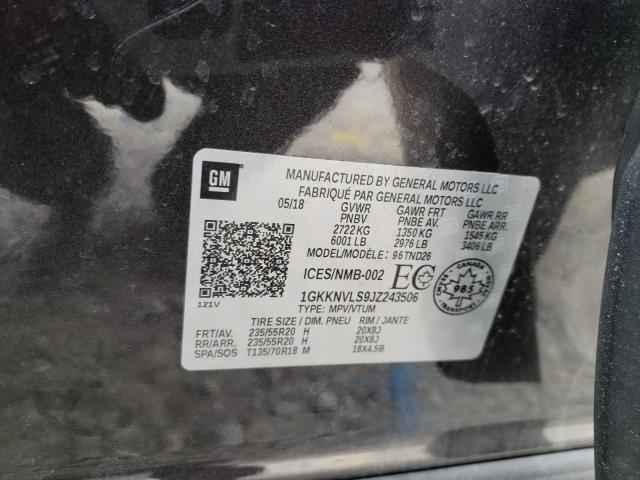 GM
MANUFACTURED BY GENERAL MOTORS LLC
FABRIQUÉ PAR GENERAL MOTORS LLC
05/18 GVWR GAWR FRT GAWR RR
PNBV PNBE AV. PNBE ARR.
2722 KG 1350 KG 1545 KG
6001 LB 2976 LB 3406 LB
MODEL/MODÈLE: 96TND26
ICES/NMB-002 EC
CANADA
985
TRANSPORT
121V
1GKKNVLS9JZ243506
TYPE: MPV/VTUM
TIRE SIZE / DIM. PNEU RIM / JANTE
FRT/AV. 235/55R20 H 20X8J
RR/ARR. 235/55R20 H 20X8J
SPA/SOS T135/70R18 M 18X4.5B